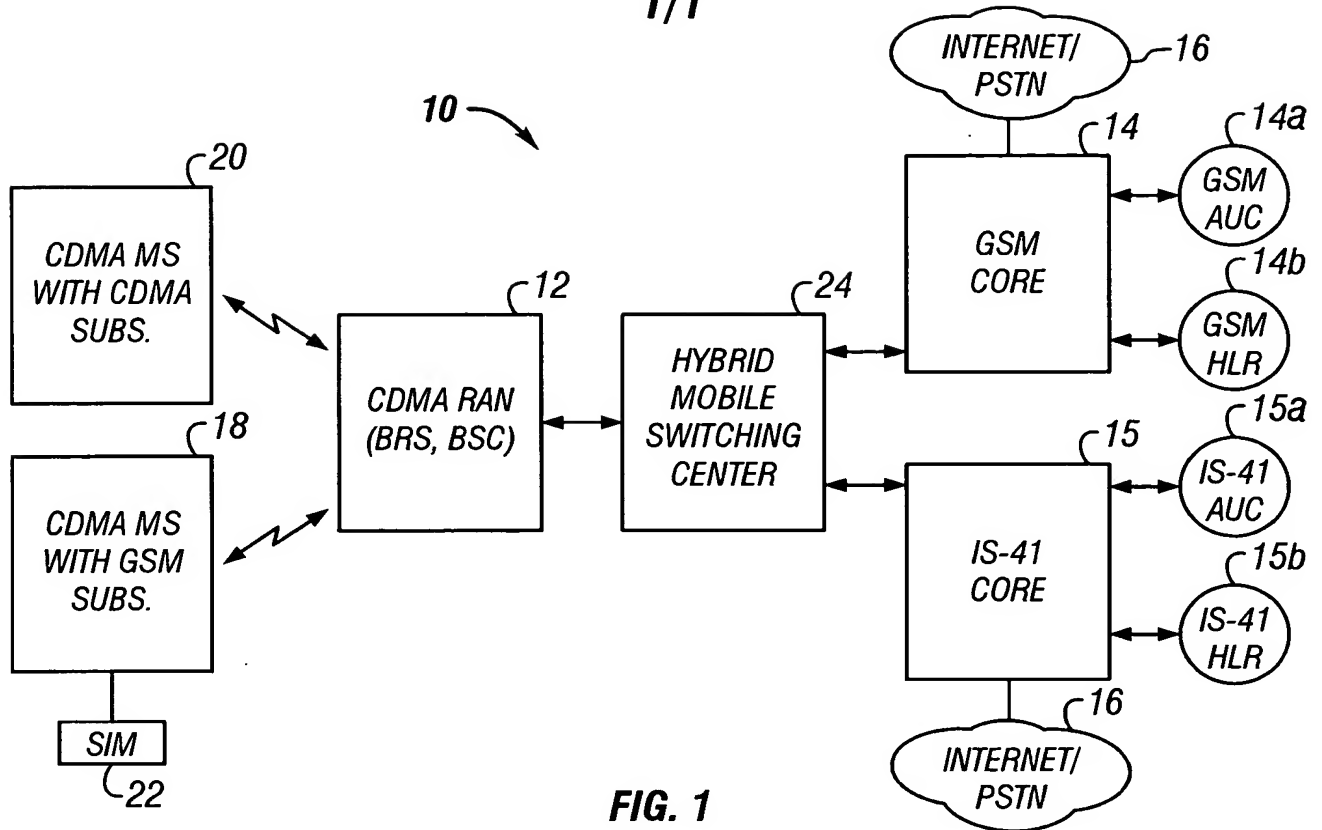 1/1
INTERNET/
PSTN
16
10
14
14a
GSM
AUC
20
CDMA MS
WITH CDMA
SUBS.
GSM
CORE
14b
GSM
HLR
12
CDMA RAN
(BRS, BSC)
24
HYBRID
MOBILE
SWITCHING
CENTER
18
CDMA MS
WITH GSM
SUBS.
15
IS-41
CORE
15a
IS-41
AUC
15b
IS-41
HLR
SIM
22
16
INTERNET/
PSTN
FIG. 1